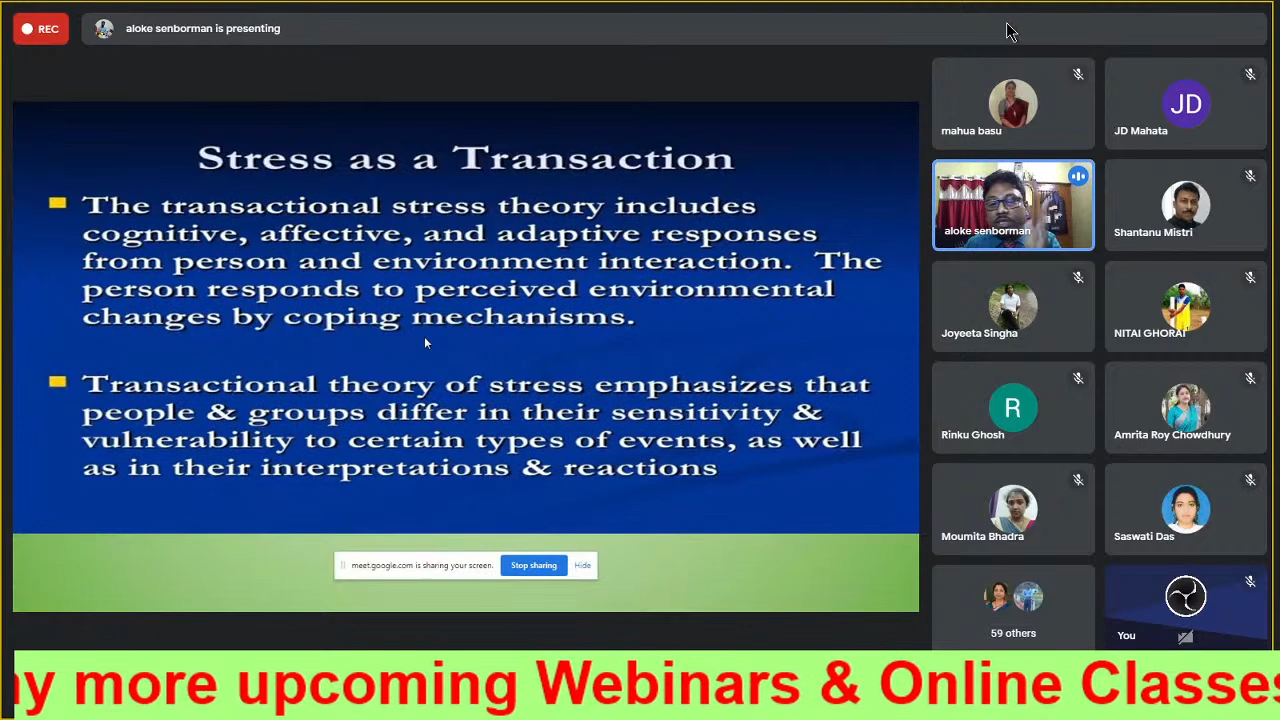 REC
aloke senborman is presenting
Stress as a Transaction
The transactional stress theory includes
cognitive, affective, and adaptive responses
from person and environment interaction. The
person responds to perceived environmental
changes by coping mechanisms.
Transactional theory of stress emphasizes that
people & groups differ in their sensitivity &
vulnerability to certain types of events, as well
as in their interpretations & reactions
meet.google.com is sharing your screen. Stop sharing Hide
mahua basu
JD
JD Mahata
aloke senborman
Shantanu Mistri
Joyeeta Singha
NITAI GHORAI
R
Rinku Ghosh
Amrita Roy Chowdhury
Moumita Bhadra
Saswati Das
59 others
You
more upcoming Webinars & Online Classes